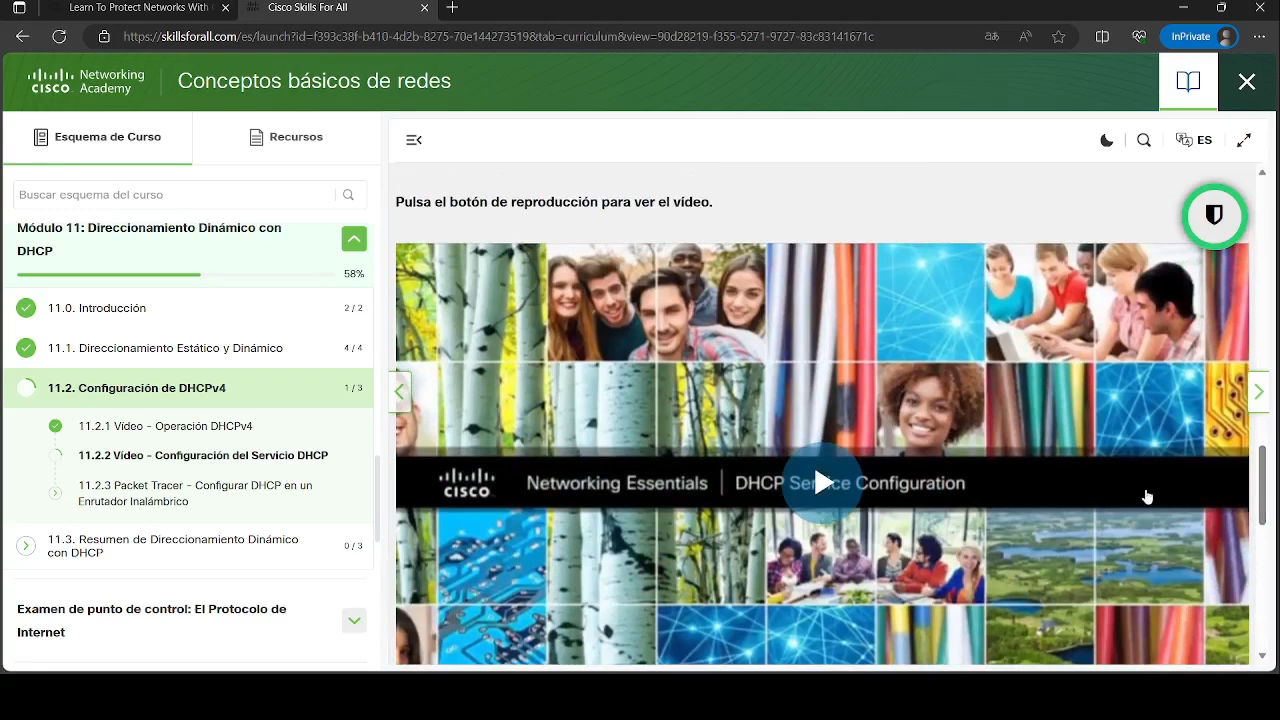 Learn To Protect Networks With
Cisco Skills For All
https://skillsforall.com/es/launch?id=f393c38f-b410-4d2b-8275-70e144273519&tab=curriculum&view=90d28219-f355-5271-9727-83c83141671c
InPrivate
Networking
CISCO Academy
Conceptos básicos de redes
Esquema de Curso
Recursos
ES
Buscar esquema del curso
Pulsa el botón de reproducción para ver el vídeo.
Módulo 11: Direccionamiento Dinámico con
DHCP
58%
11.0. Introducción 2 / 2
11.1. Direccionamiento Estático y Dinámico 4 / 4
11.2. Configuración de DHCPv4 1 / 3
11.2.1 Vídeo - Operación DHCPv4
11.2.2 Vídeo - Configuración del Servicio DHCP
11.2.3 Packet Tracer - Configurar DHCP en un
Enrutador Inalámbrico
11.3. Resumen de Direccionamiento Dinámico
con DHCP 0 / 3
Examen de punto de control: El Protocolo de
Internet
CISCO Networking Essentials | DHCP Service Configuration